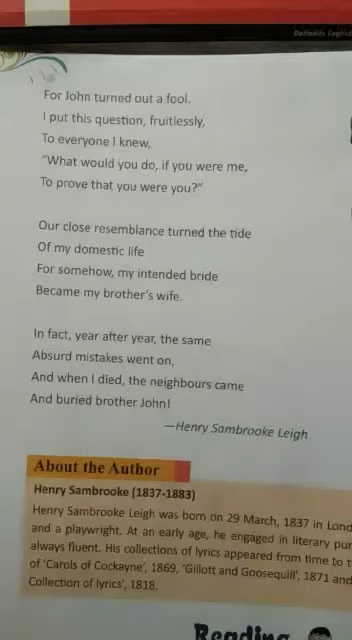 Daffodils English
For John turned out a fool.
I put this question, fruitlessly,
To everyone I knew,
“What would you do, if you were me,
To prove that you were you?”
Our close resemblance turned the tide
Of my domestic life
For somehow, my intended bride
Became my brother's wife.
In fact, year after year, the same
Absurd mistakes went on,
And when I died, the neighbours came
And buried brother John!
—Henry Sambrooke Leigh
About the Author
Henry Sambrooke (1837-1883)
Henry Sambrooke Leigh was born on 29 March, 1837 in Lond
and a playwright. At an early age, he engaged in literary pur
always fluent. His collections of lyrics appeared from time to t
of 'Carols of Cockayne', 1869, 'Gillott and Goosequill', 1871 and
Collection of lyrics', 1818.
Reading